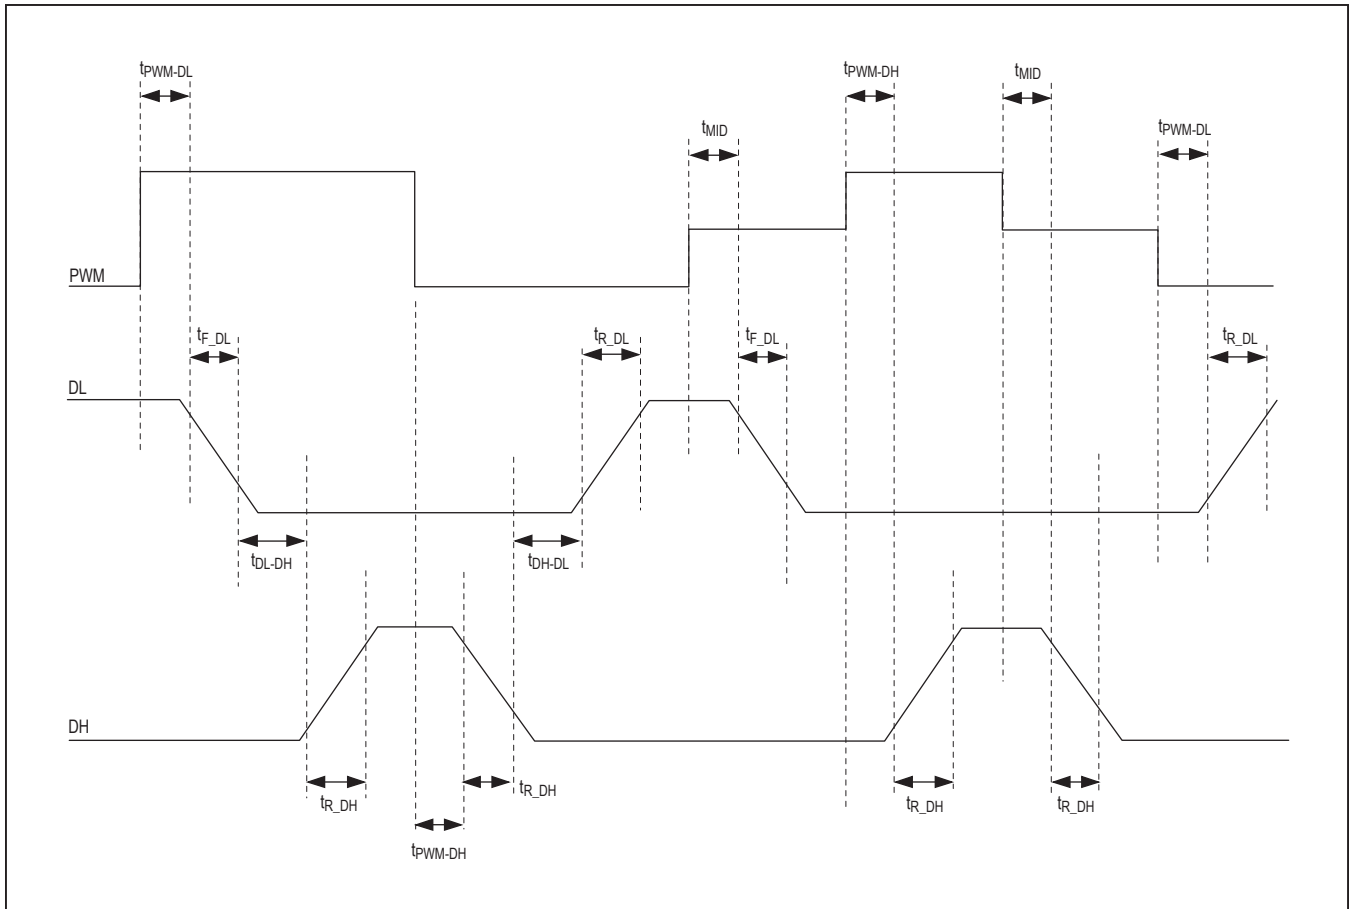 tPWM-DL
tPWM-DH
tMID
tMID
tPWM-DL
PWM
tF_DL
tR_DL
tF_DL
tR_DL
DL
tDL-DH
tDH-DL
DH
tR_DH
tR_DH
tR_DH
tR_DH
tPWM-DH